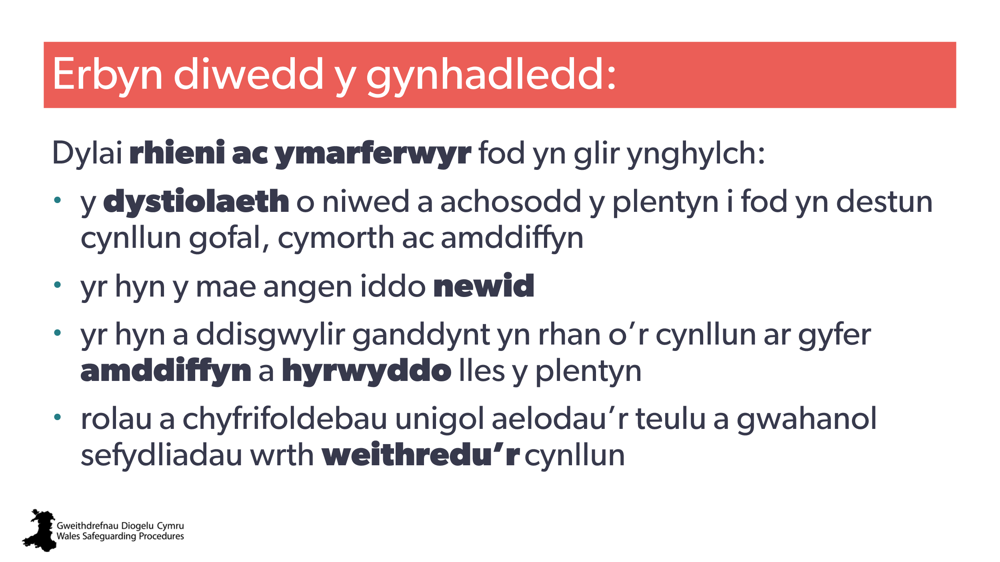 Erbyn diwedd y gynhadledd:
Dylai rhieni ac ymarferwyr fod yn glir ynghylch:
• y dystiolaeth o niwed a achosodd y plentyn i fod yn destun
cynllun gofal, cymorth ac amddiffyn
• yr hyn y mae angen iddo newid
• yr hyn a ddisgwylir ganddynt yn rhan o’r cynllun ar gyfer
amddiffyn a hyrwyddo lles y plentyn
• rolau a chyfrifoldebau unigol aelodau’r teulu a gwahanol
sefydliadau wrth weithredu’r cynllun
Gweithdrefnau Diogelu Cymru
Wales Safeguarding Procedures